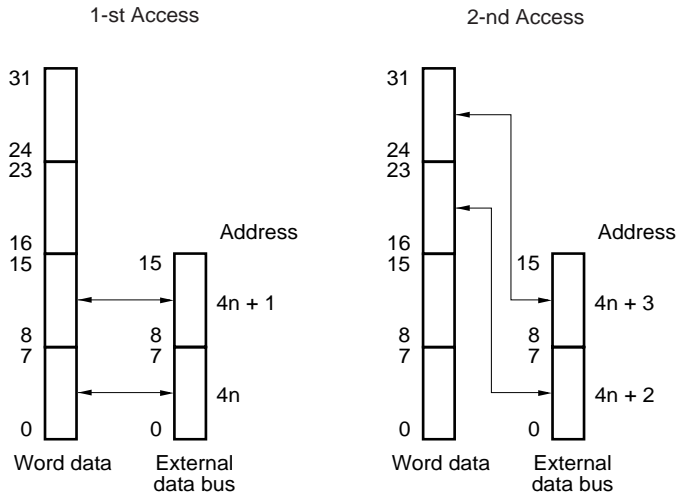 1-st Access
31
24
23
16
15
8
7
0
Word data
15
8
7
0
External
data bus
Address
4n + 1
4n
2-nd Access
31
24
23
16
15
8
7
0
Word data
15
8
7
0
External
data bus
Address
4n + 3
4n + 2